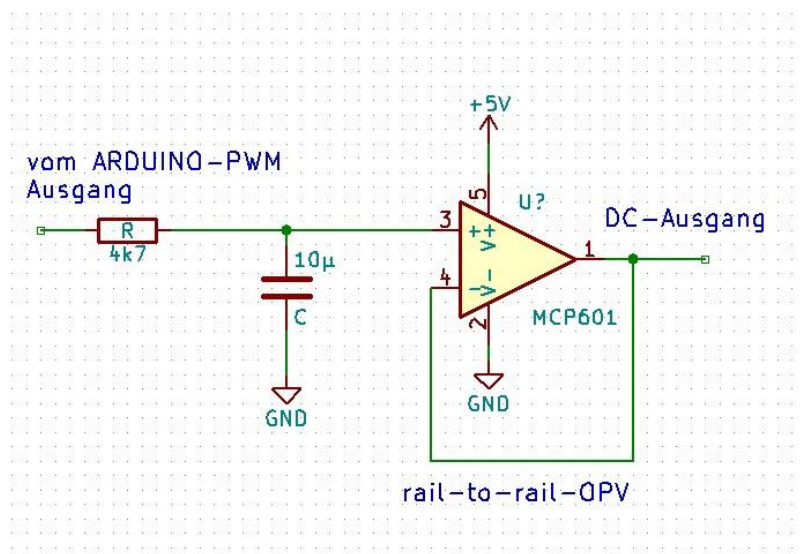 +5V
vom ARDUINO-PWM
Ausgang
R
4k7
10µ
C
GND
3
4
5
2
1
+
V+
-
V-
U?
MCP601
GND
DC-Ausgang
rail-to-rail-OPV